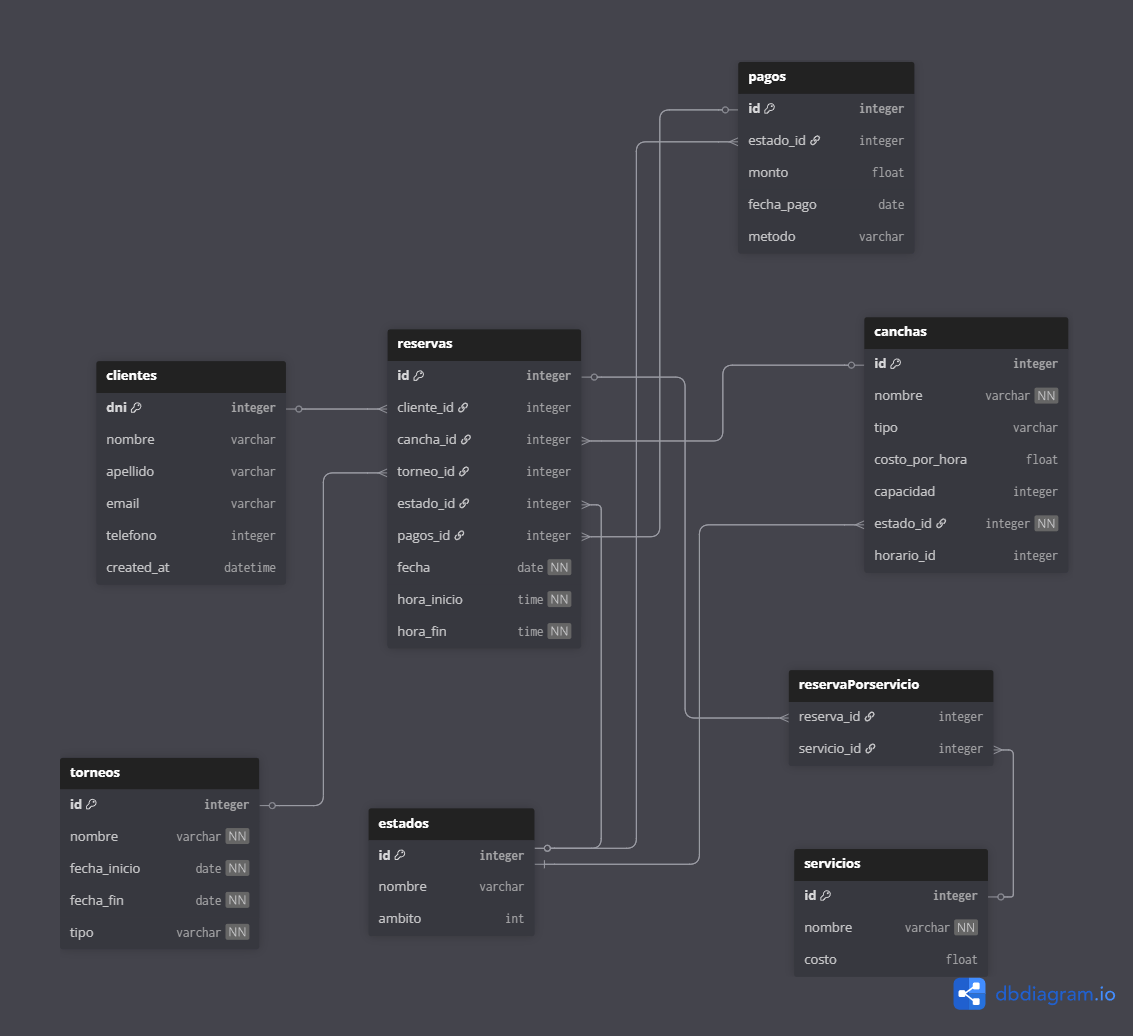 pagos
id integer
estado_id integer
monto float
fecha_pago date
metodo varchar
canchas
id integer
nombre varchar NN
tipo varchar
costo_por_hora float
capacidad integer
estado_id integer NN
horario_id integer
reservas
id integer
cliente_id integer
cancha_id integer
torneo_id integer
estado_id integer
pagos_id integer
fecha date NN
hora_inicio time NN
hora_fin time NN
clientes
dni integer
nombre varchar
apellido varchar
email varchar
telefono integer
created_at datetime
reservaPorservicio
reserva_id integer
servicio_id integer
torneos
id integer
nombre varchar NN
fecha_inicio date NN
fecha_fin date NN
tipo varchar NN
estados
id integer
nombre varchar
ambito int
servicios
id integer
nombre varchar NN
costo float
dbdiagram.io